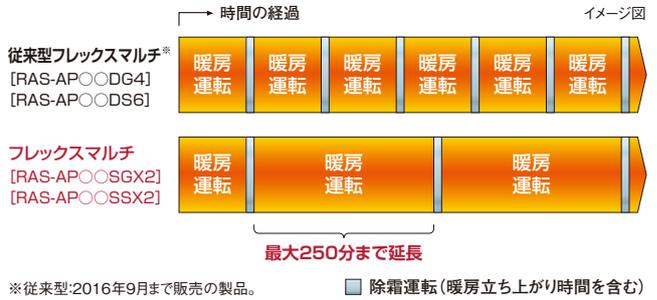 時間の経過
イメージ図
従来型フレックスマルチ※
[RAS-AP○○DG4]
[RAS-AP○○DS6]
暖房
運転
暖房
運転
暖房
運転
暖房
運転
暖房
運転
暖房
運転
フレックスマルチ
[RAS-AP○○SGX2]
[RAS-AP○○SSX2]
暖房
運転
暖房
運転
暖房
運転
最大250分まで延長
※従来型:2016年9月まで販売の製品。
除霜運転(暖房立ち上がり時間を含む)